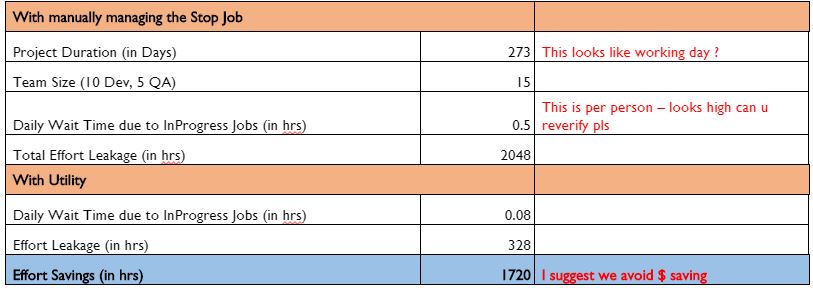 With manually managing the Stop Job
Project Duration (in Days) 273 This looks like working day ?
Team Size (10 Dev, 5 QA) 15
This is per person – looks high can u
Daily Wait Time due to InProgress Jobs (in hrs) 0.5 reverify pls
Total Effort Leakage (in hrs) 2048
With Utility
Daily Wait Time due to InProgress Jobs (in hrs) 0.08
Effort Leakage (in hrs) 328
Effort Savings (in hrs) 1720 I suggest we avoid $ saving